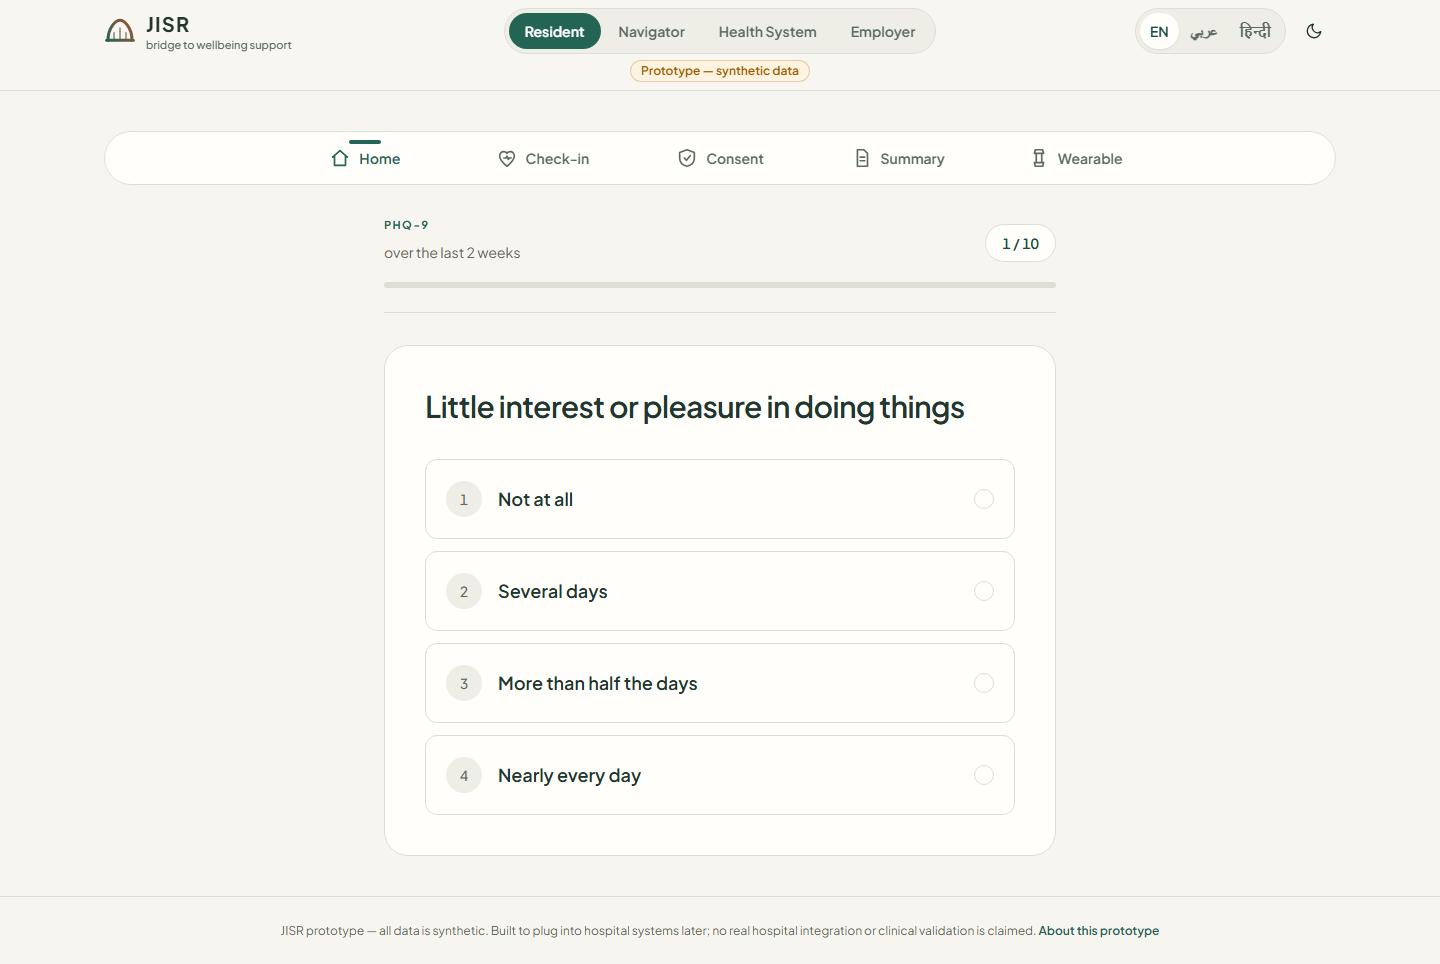 JISR
bridge to wellbeing support
Resident Navigator Health System Employer
Prototype — synthetic data
EN عربي हिन्दी
Home Check-in Consent Summary Wearable
PHQ-9
over the last 2 weeks
1 / 10
Little interest or pleasure in doing things
1 Not at all
2 Several days
3 More than half the days
4 Nearly every day
JISR prototype — all data is synthetic. Built to plug into hospital systems later; no real hospital integration or clinical validation is claimed. About this prototype